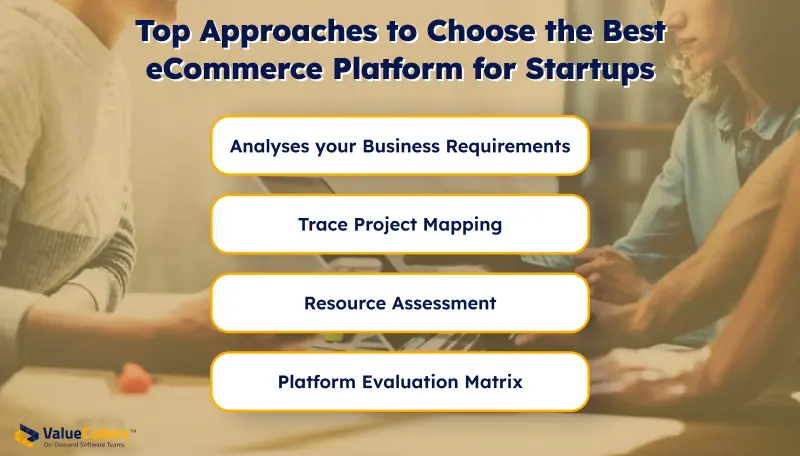 Top Approaches to Choose the Best
eCommerce Platform for Startups
Analyses your Business Requirements
Trace Project Mapping
Resource Assessment
Platform Evaluation Matrix
ValueCoders™
On-Demand Software Teams